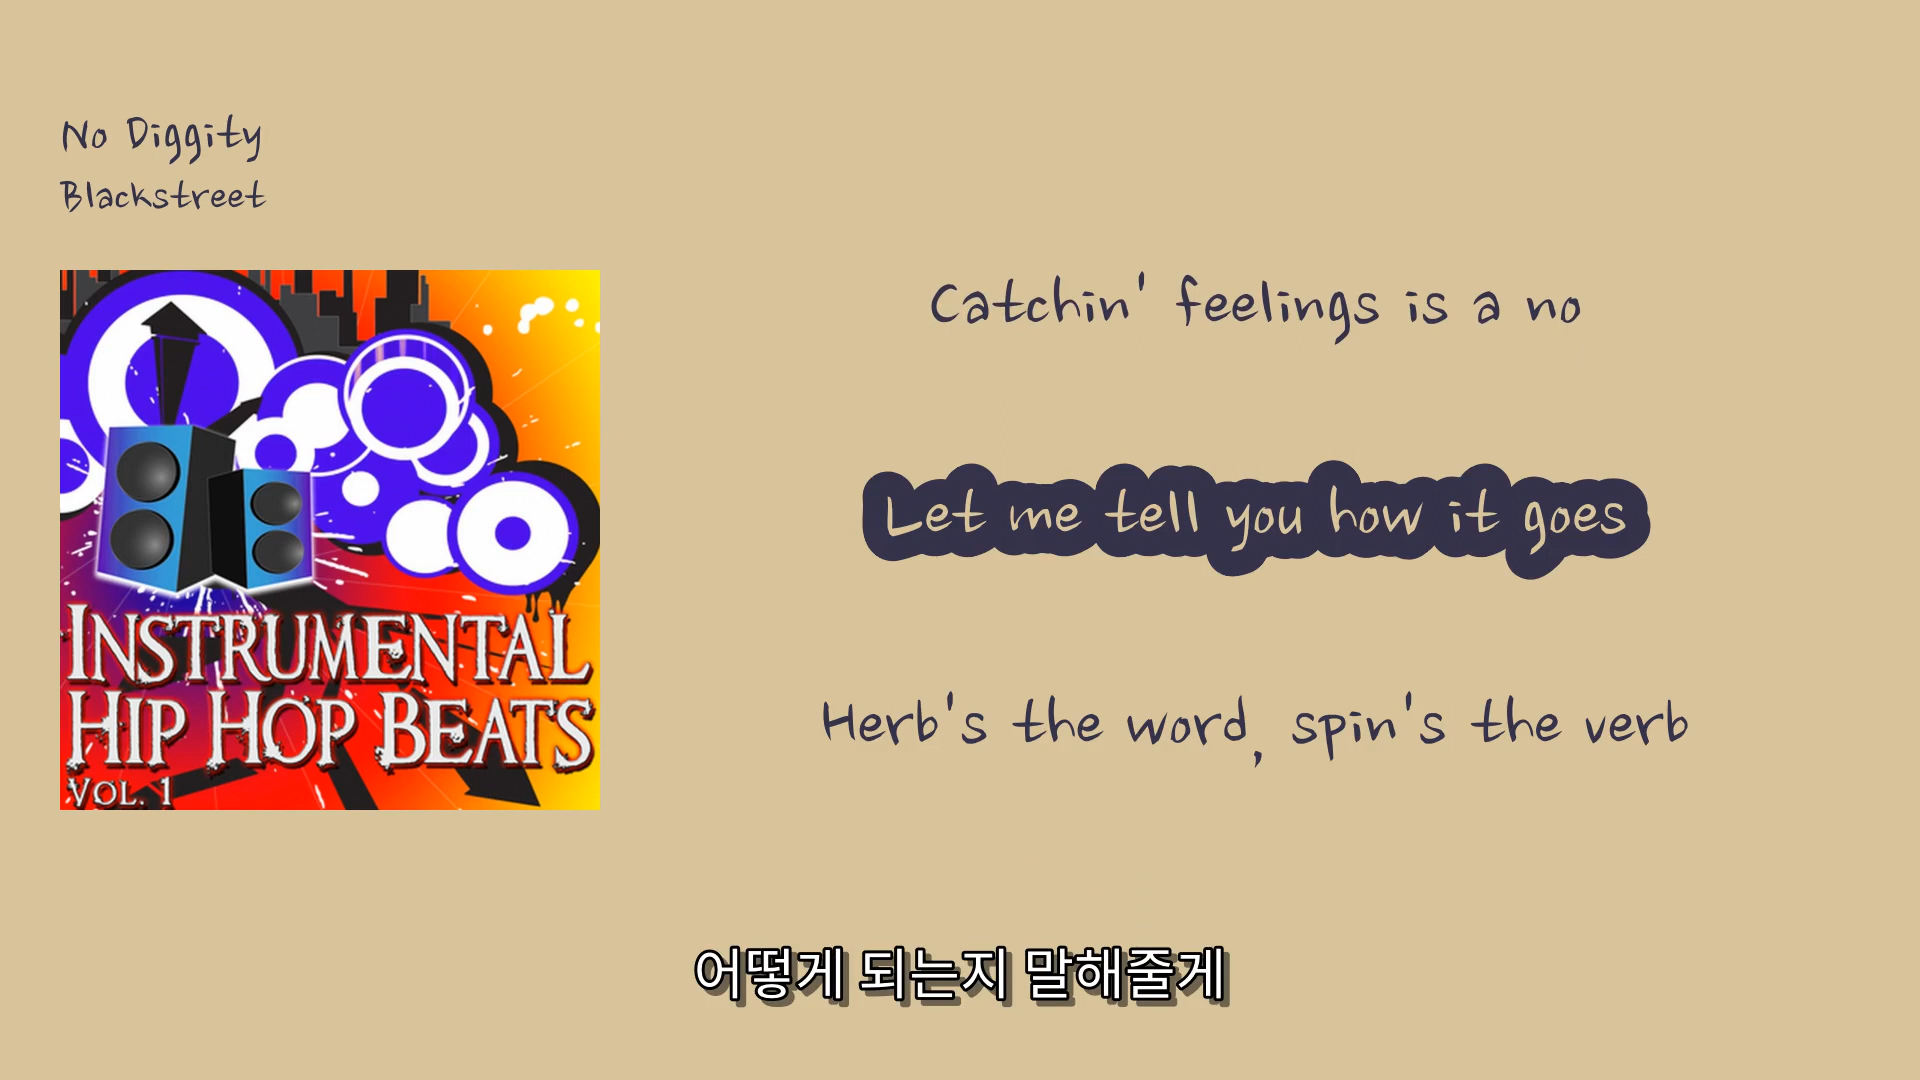 No Diggity
Blackstreet
INSTRUMENTAL
HIP HOP BEATS
VOL. 1
Catchin' feelings is a no
Let me tell you how it goes
Herb's the word, spin's the verb
어떻게 되는지 말해줄게